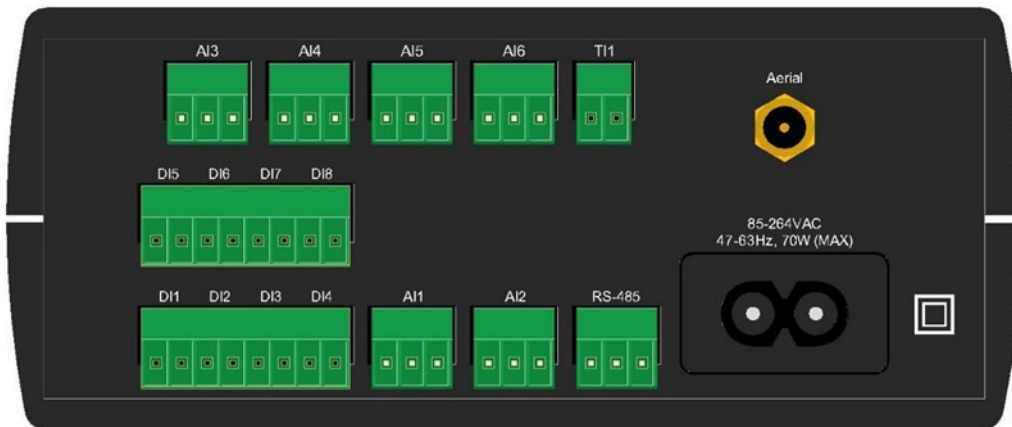 AI3 AI4 AI5 AI6 TI1
Aerial
DI5 DI6 DI7 DI8
85-264VAC
47-63Hz, 70W (MAX)
DI1 DI2 DI3 DI4 AI1 AI2 RS-485